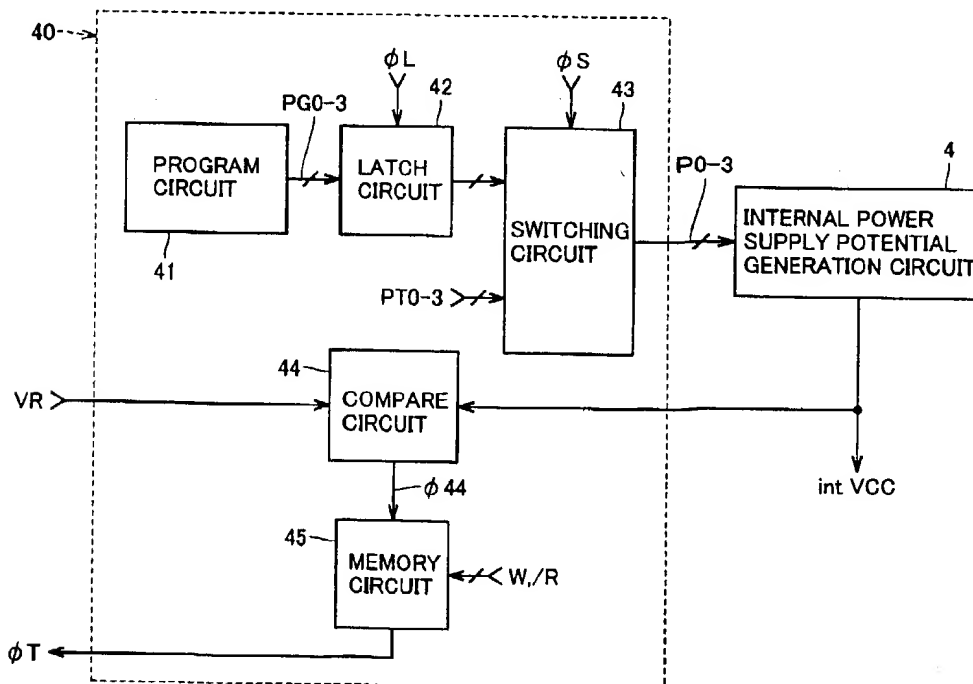 40
φL
φS
PG0-3
42
43
PROGRAM
CIRCUIT
41
LATCH
CIRCUIT
SWITCHING
CIRCUIT
PT0-3
P0-3
4
INTERNAL POWER
SUPPLY POTENTIAL
GENERATION CIRCUIT
VR
44
COMPARE
CIRCUIT
φ44
int VCC
45
MEMORY
CIRCUIT
W,/R
φT